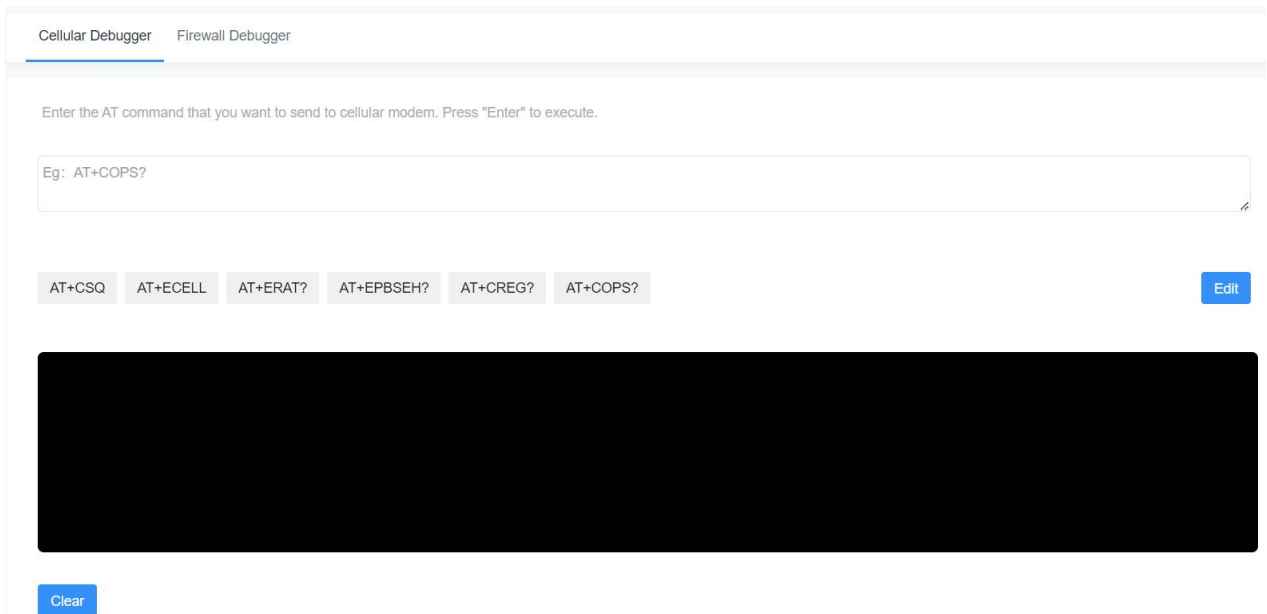 Cellular Debugger Firewall Debugger
Enter the AT command that you want to send to cellular modem. Press "Enter" to execute.
Eg: AT+COPS?
AT+CSQ AT+ECELL AT+ERAT? AT+EPBSEH? AT+CREG? AT+COPS? Edit
Clear